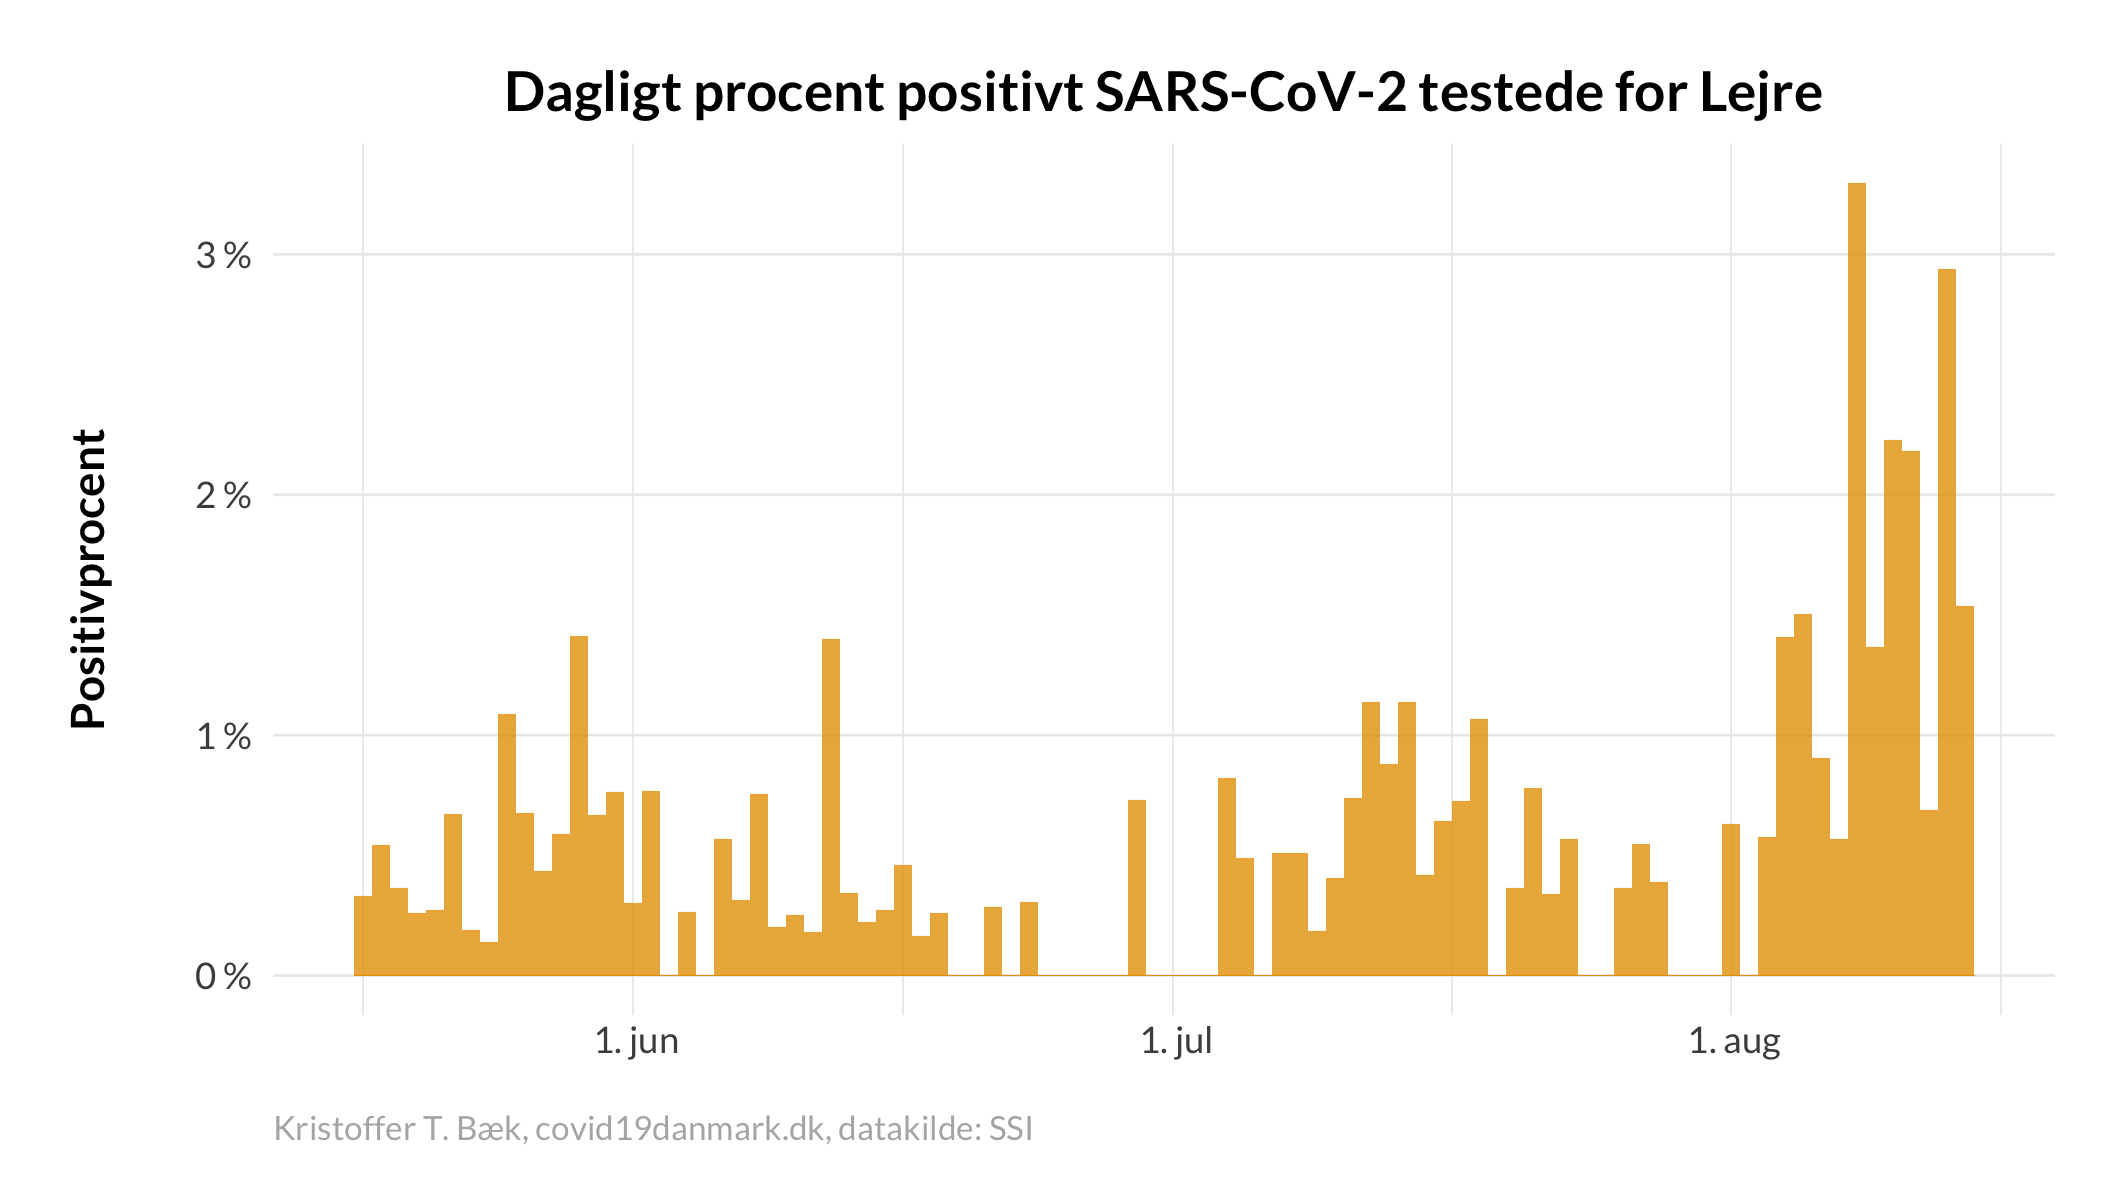 Dagligt procent positivt SARS-CoV-2 testede for Lejre
Positivprocent
3 %
2 %
1 %
0 %
1. jun
1. jul
1. aug
Kristoffer T. Bæk, covid19danmark.dk, datakilde: SSI